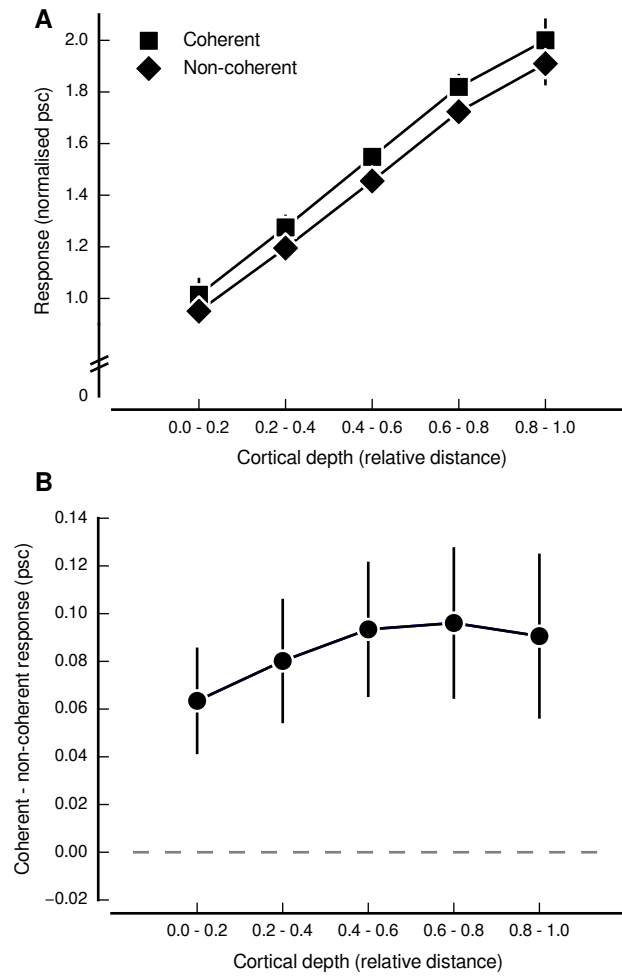 A
Coherent
Non-coherent
Response (normalised psc)
2.0
1.8
1.6
1.4
1.2
1.0
0
0.0 - 0.2
0.2 - 0.4
0.4 - 0.6
0.6 - 0.8
0.8 - 1.0
Cortical depth (relative distance)
B
Coherent - non-coherent response (psc)
0.14
0.12
0.10
0.08
0.06
0.04
0.02
0.00
−0.02
0.0 - 0.2
0.2 - 0.4
0.4 - 0.6
0.6 - 0.8
0.8 - 1.0
Cortical depth (relative distance)